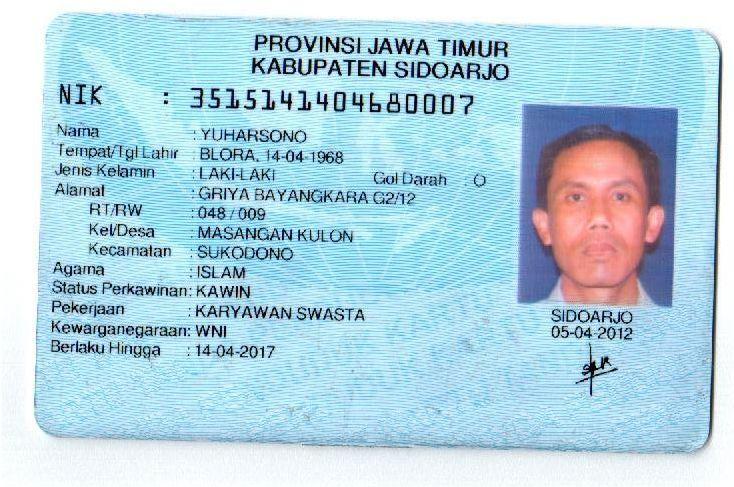 PROVINSI JAWA TIMUR
KABUPATEN SIDOARJO
NIK : 3515141404680007
Nama : YUHARSONO
Tempat/Tgl Lahir : BLORA, 14-04-1968
Jenis Kelamin : LAKI-LAKI Gol Darah : O
Alamat : GRIYA BAYANGKARA G2/12
RT/RW : 048 / 009
Kel/Desa : MASANGAN KULON
Kecamatan : SUKODONO
Agama : ISLAM
Status Perkawinan: KAWIN
Pekerjaan : KARYAWAN SWASTA
Kewarganegaraan: WNI
Berlaku Hingga : 14-04-2017
SIDOARJO
05-04-2012